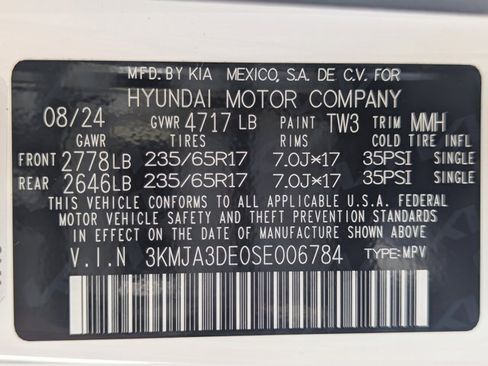 MFD.BY KIA MEXICO, S.A. DE C.V. FOR
HYUNDAI MOTOR COMPANY
08/24 GVWR 4717 LB PAINT TW3 TRIM MMH
GAWR TIRES RIMS COLD TIRE INFL
FRONT 2778LB 235/65R17 7.0J×17 35PSI SINGLE
REAR 2646LB 235/65R17 7.0J×17 35PSI SINGLE
THIS VEHICLE CONFORMS TO ALL APPLICABLE U.S.A. FEDERAL
MOTOR VEHICLE SAFETY AND THEFT PREVENTION STANDARDS
IN EFFECT ON THE DATE OF MANUFACTURE SHOWN ABOVE.
V.I.N 3KMJA3DE0SE006784 TYPE:MPV